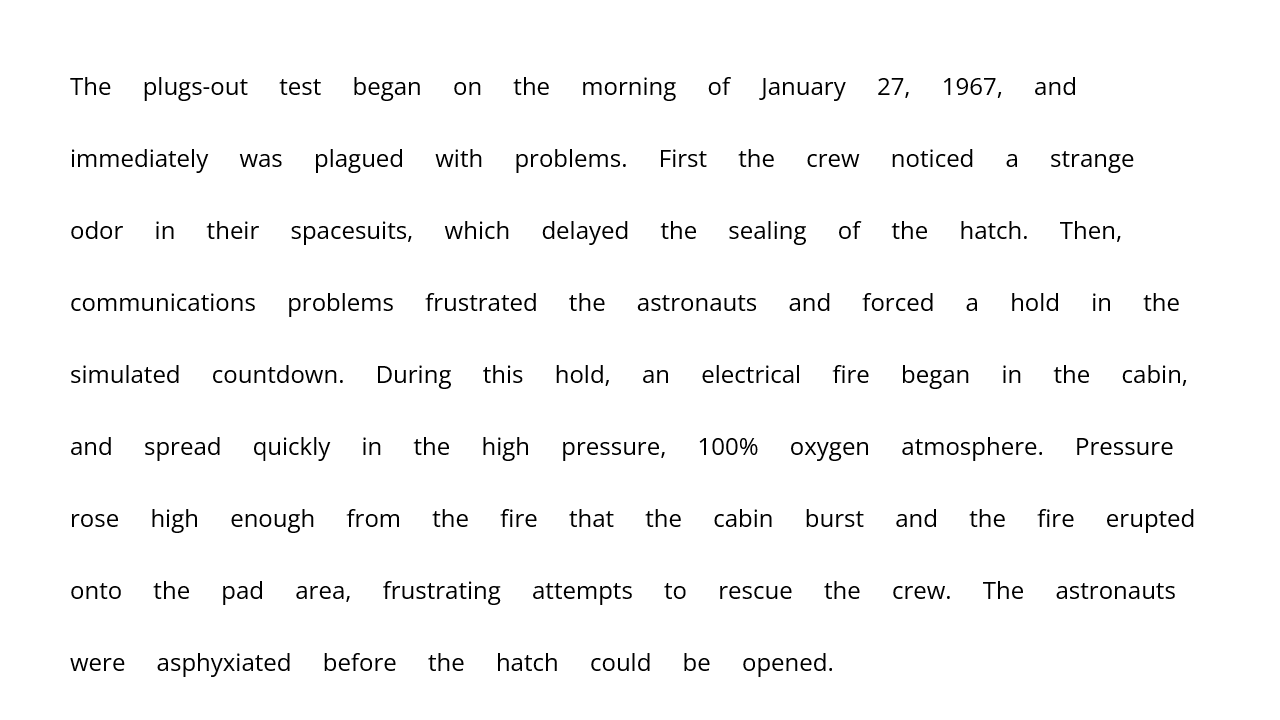 The plugs-out test began on the morning of January 27, 1967, and
immediately was plagued with problems. First the crew noticed a strange
odor in their spacesuits, which delayed the sealing of the hatch. Then,
communications problems frustrated the astronauts and forced a hold in the
simulated countdown. During this hold, an electrical fire began in the cabin,
and spread quickly in the high pressure, 100% oxygen atmosphere. Pressure
rose high enough from the fire that the cabin burst and the fire erupted
onto the pad area, frustrating attempts to rescue the crew. The astronauts
were asphyxiated before the hatch could be opened.